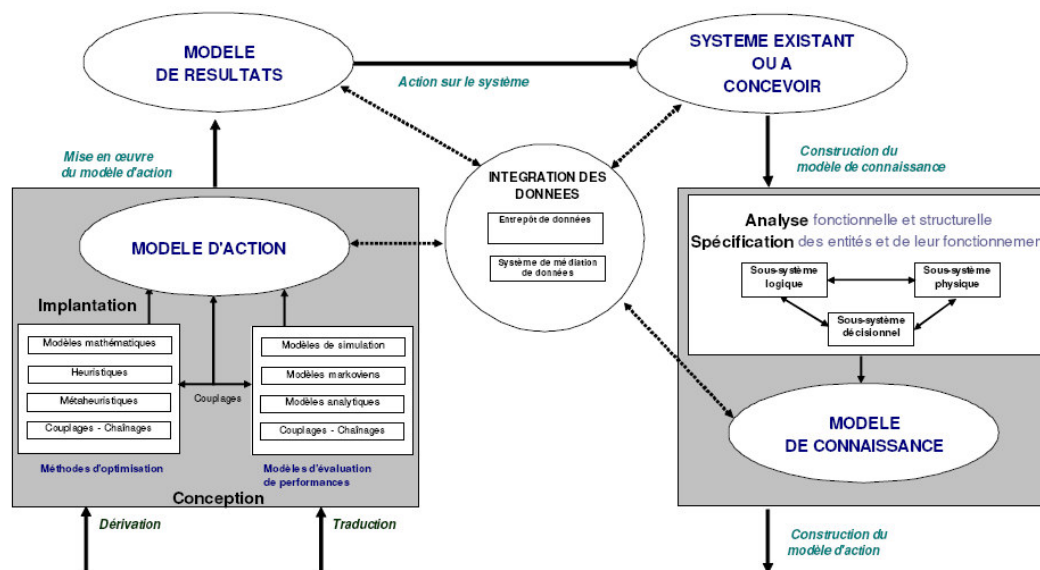 MODELE
DE RESULTATS
Action sur le système
SYSTEME EXISTANT
OU A
CONCEVOIR
Mise en œuvre
du modèle d'action
Construction du
modèle de connaissance
INTEGRATION DES
DONNEES
Entrepôt de données
Système de médiation
de données
MODELE D'ACTION
Implantation
Modèles mathématiques
Heuristiques
Métaheuristiques
Couplages - Chaînages
Couplages
Modèles de simulation
Modèles markoviens
Modèles analytiques
Couplages - Chaînages
Méthodes d'optimisation
Modèles d'évaluation
de performances
Conception
Dérivation
Traduction
Analyse fonctionnelle et structurelle
Spécification des entités et de leur fonctionnemen
Sous-système
logique
Sous-système
physique
Sous-système
décisionnel
MODELE
DE CONNAISSANCE
Construction du
modèle d'action